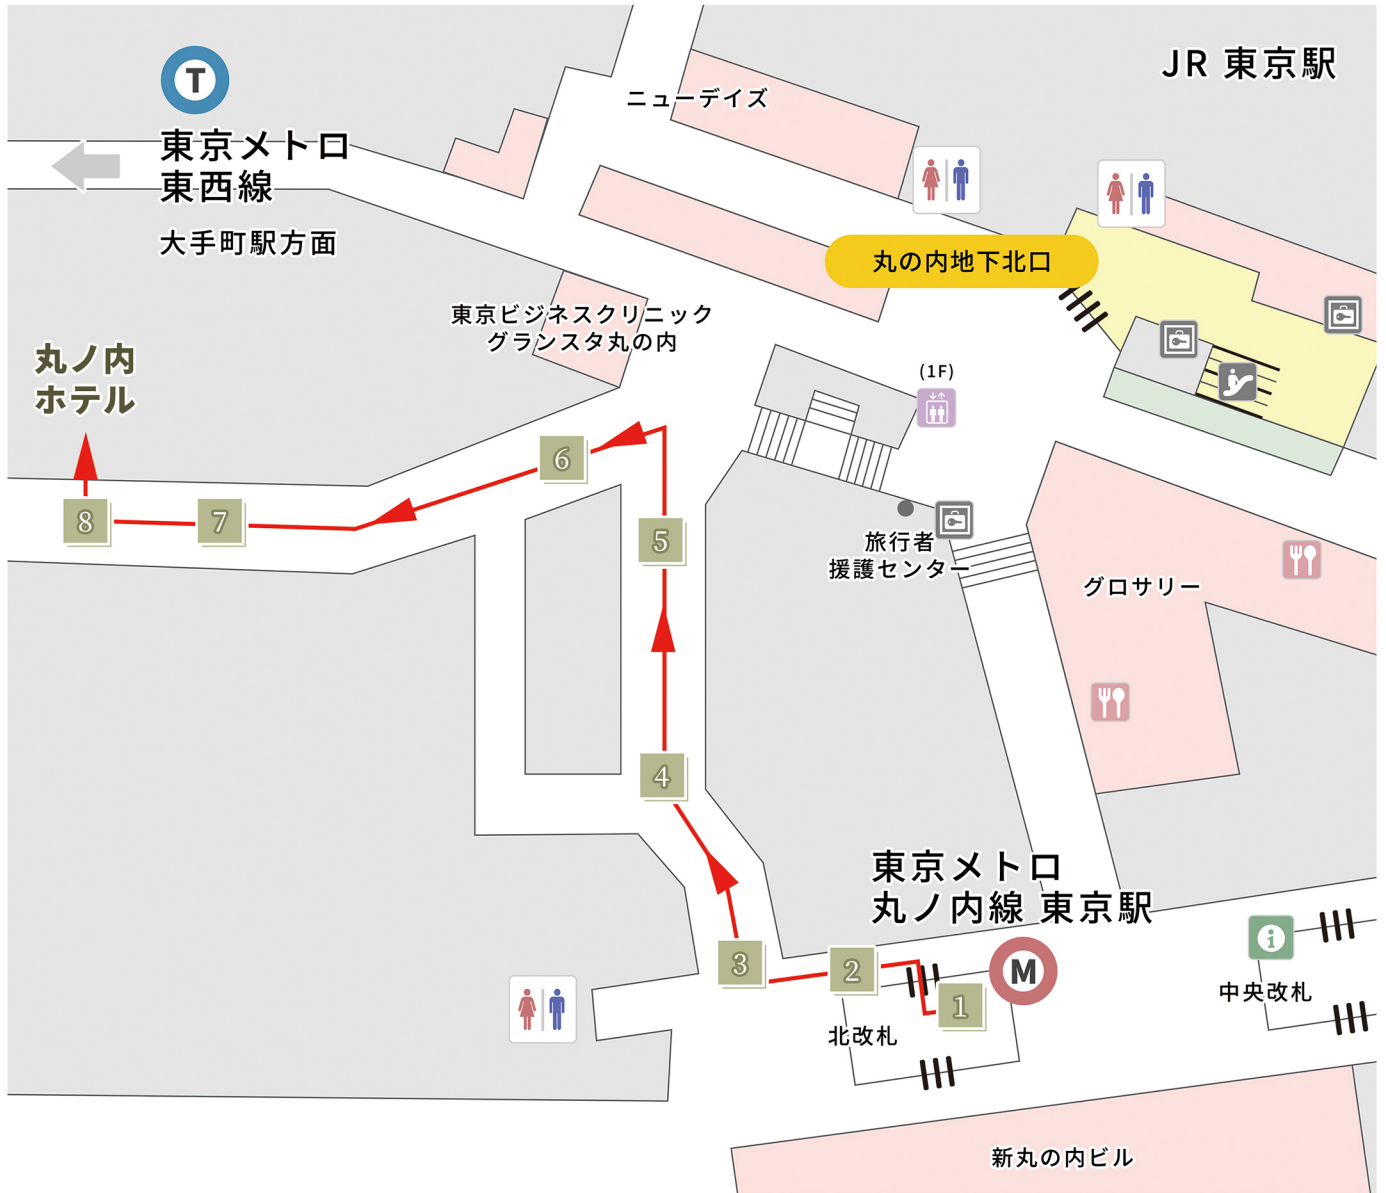 T
東京メトロ
東西線
大手町駅方面
ニューデイズ
JR 東京駅
丸の内地下北口
東京ビジネスクリニック
グランスタ丸の内
丸ノ内
ホテル
(1F)
6
8
7
5
旅行者
援護センター
グロサリー
4
東京メトロ
丸ノ内線 東京駅
3
2
1
M
i
中央改札
北改札
新丸の内ビル